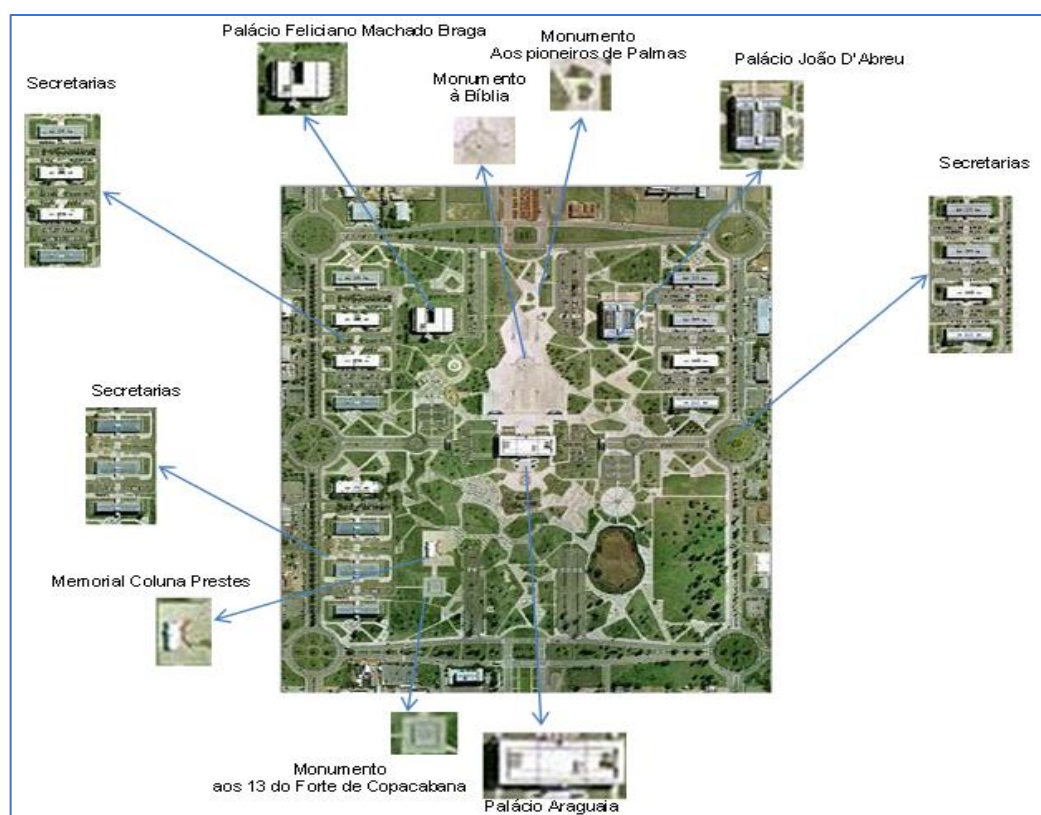 Palácio Feliciano Machado Braga
Monumento
Aos pioneiros de Palmas
Palácio João D'Abreu
Secretarias
Monumento
à Bíblia
Secretarias
Secretarias
Memorial Coluna Prestes
Monumento
aos 13 do Forte de Copacabana
Palácio Araguaia